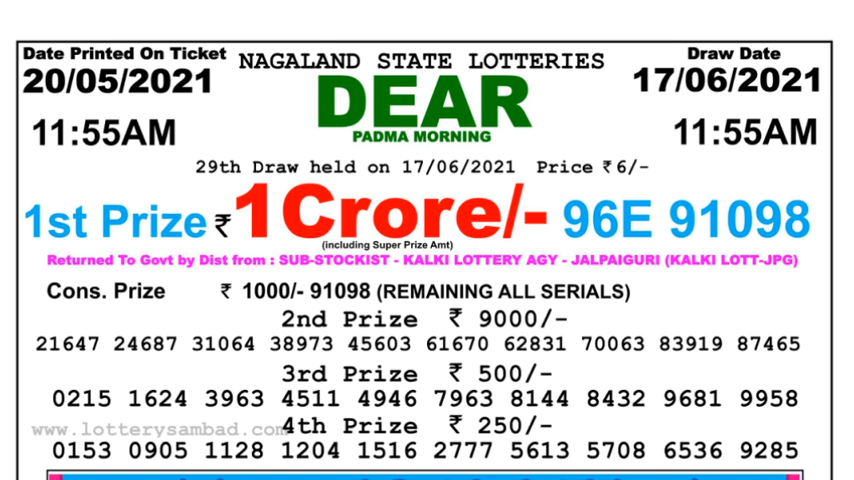 Date Printed On Ticket NAGALAND STATE LOTTERIES Draw Date
20/05/2021 DEAR 17/06/2021
11:55AM PADMA MORNING 11:55AM
29th Draw held on 17/06/2021 Price ₹ 6/-
1st Prize ₹ 1Crore/- 96E 91098
(including Super Prize Amt)
Returned To Govt by Dist from : SUB-STOCKIST - KALKI LOTTERY AGY - JALPAIGURI (KALKI LOTT-JPG)
Cons. Prize ₹ 1000/- 91098 (REMAINING ALL SERIALS)
2nd Prize ₹ 9000/-
21647 24687 31064 38973 45603 61670 62831 70063 83919 87465
3rd Prize ₹ 500/-
0215 1624 3963 4511 4946 7963 8144 8432 9681 9958
www.lotterysambad.com 4th Prize ₹ 250/-
0153 0905 1128 1204 1516 2777 5613 5708 6536 9285